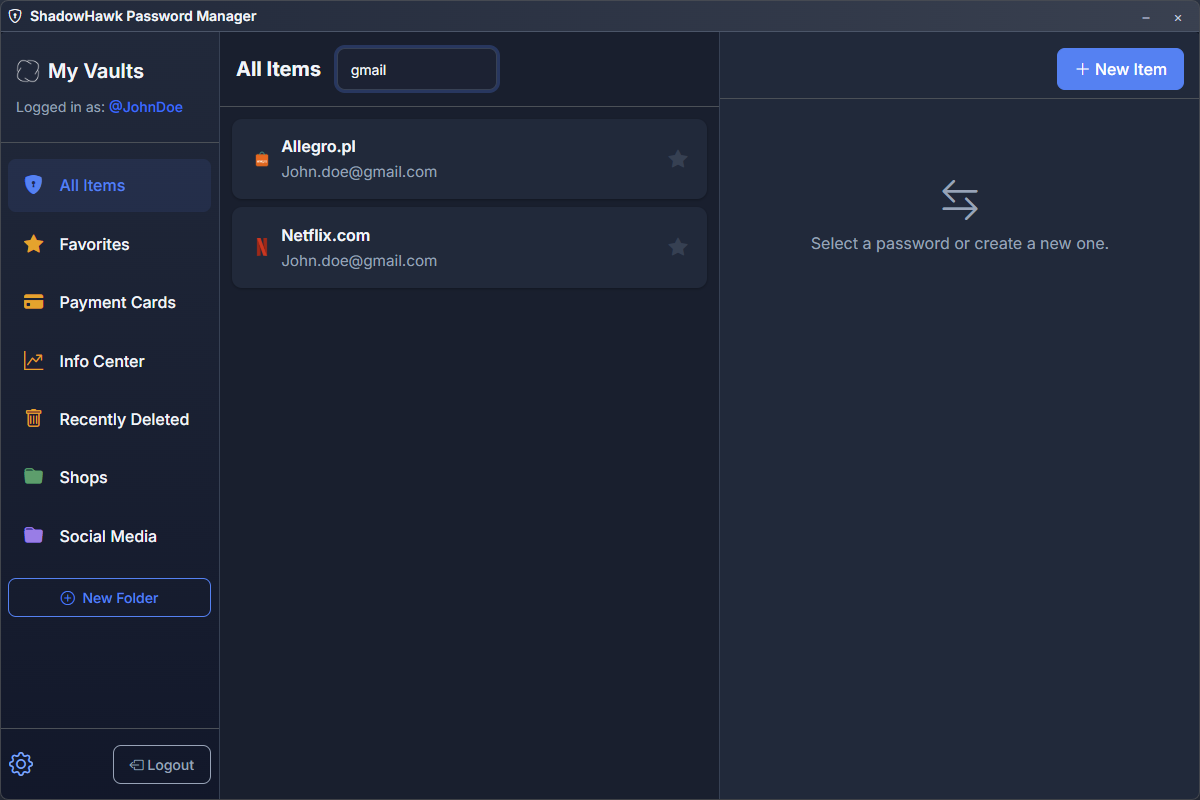 ShadowHawk Password Manager
My Vaults
Logged in as: @JohnDoe
All Items
Favorites
Payment Cards
Info Center
Recently Deleted
Shops
Social Media
New Folder
Logout
All Items
gmail
Allegro.pl
John.doe@gmail.com
Netflix.com
John.doe@gmail.com
New Item
Select a password or create a new one.